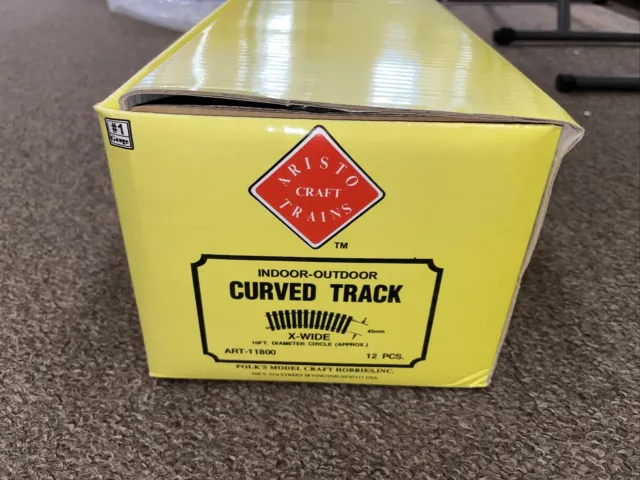 #1
Gauge
ARISTO
CRAFT
TRAINS
TM
INDOOR-OUTDOOR
CURVED TRACK
45mm
X-WIDE
10FT. DIAMETER CIRCLE (APPROX.)
ART-11800
12 PCS.
POLK'S MODEL CRAFT HOBBIES,INC.